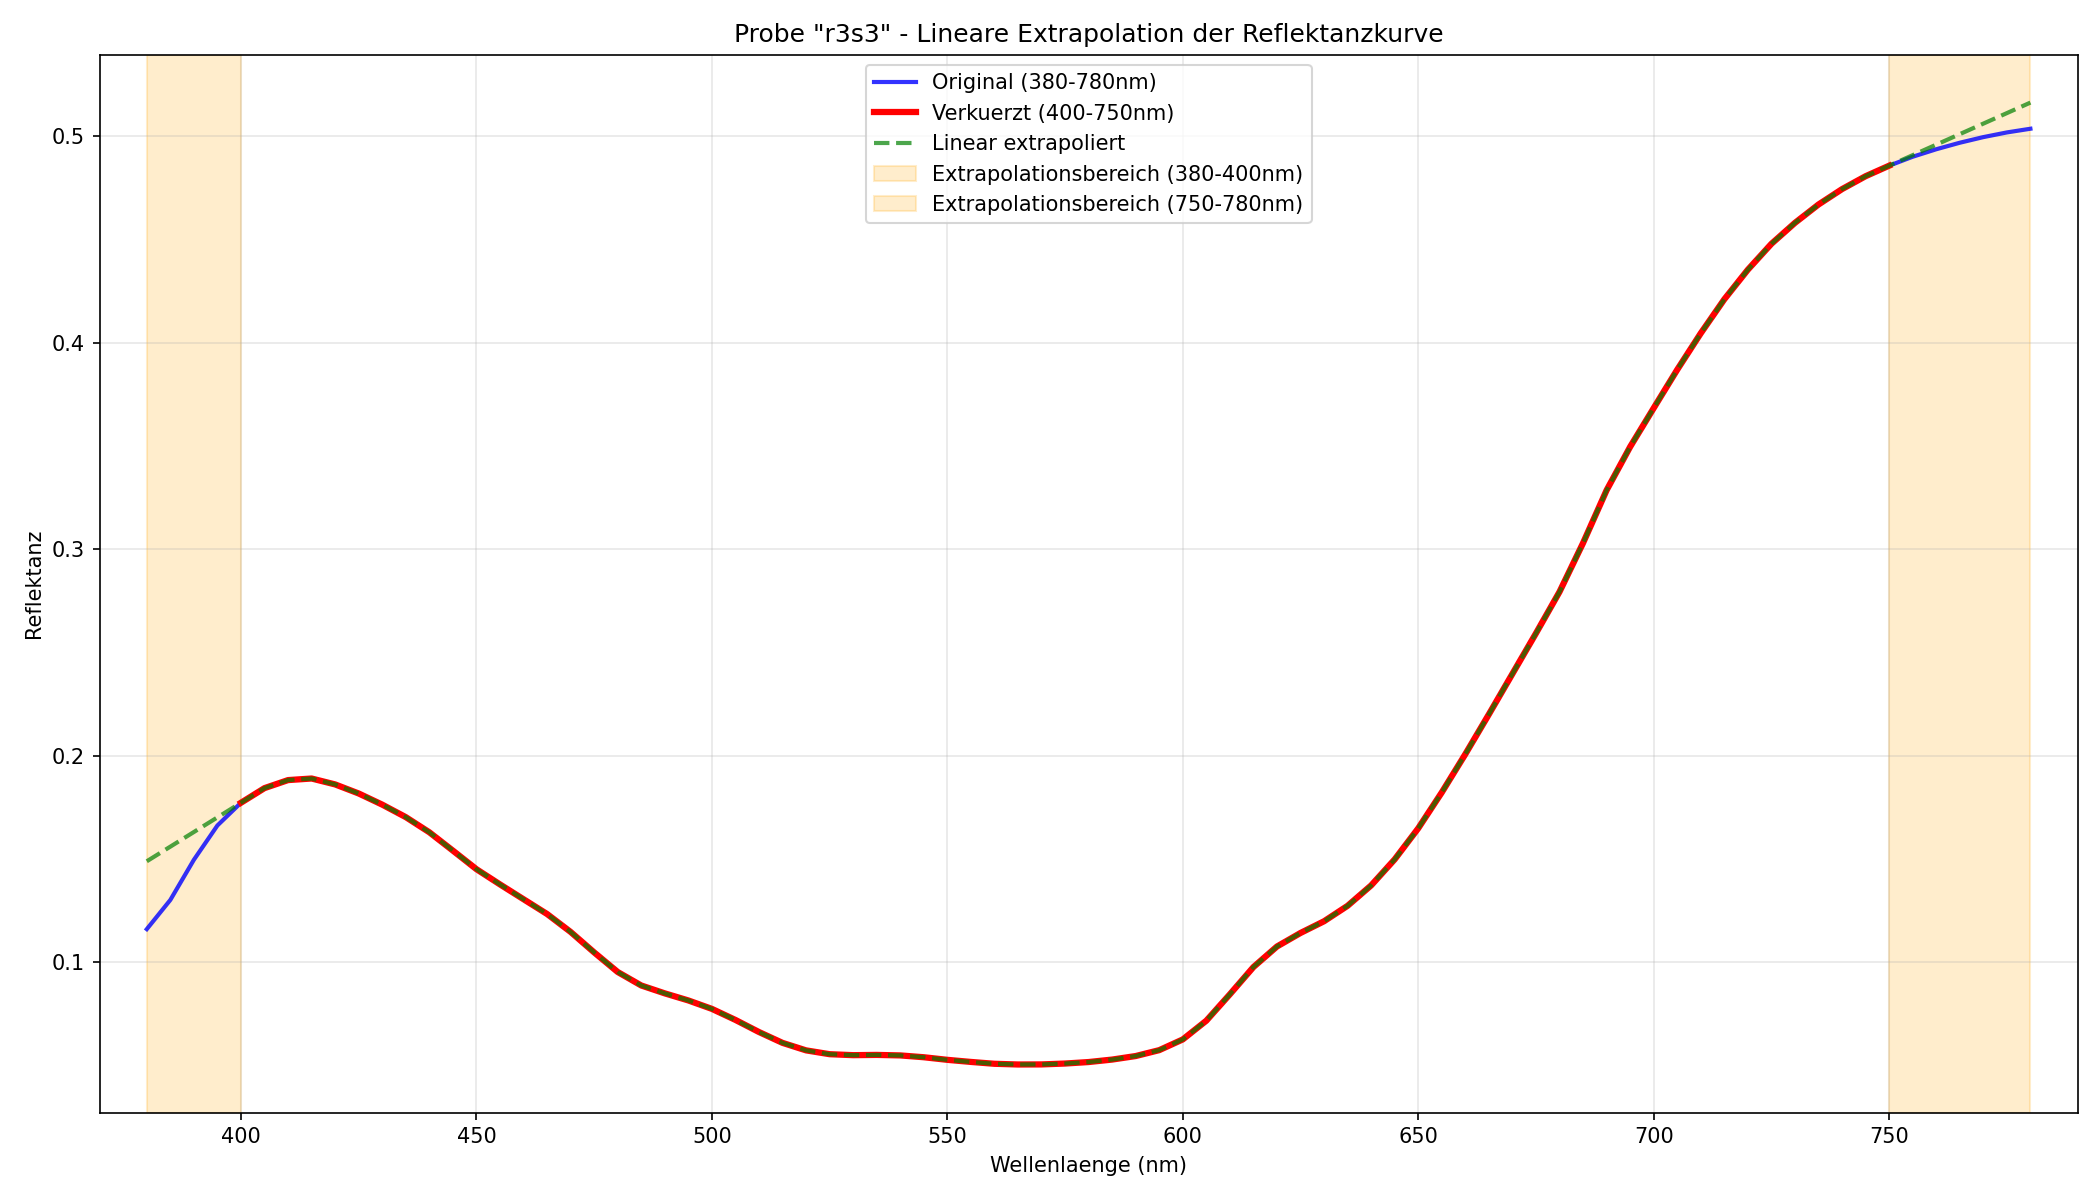 Probe "r3s3" - Lineare Extrapolation der Reflektanzkurve
Original (380-780nm)
Verkuerzt (400-750nm)
Linear extrapoliert
Extrapolationsbereich (380-400nm)
Extrapolationsbereich (750-780nm)
Reflektanz
0.5
0.4
0.3
0.2
0.1
400 450 500 550 600 650 700 750
Wellenlaenge (nm)